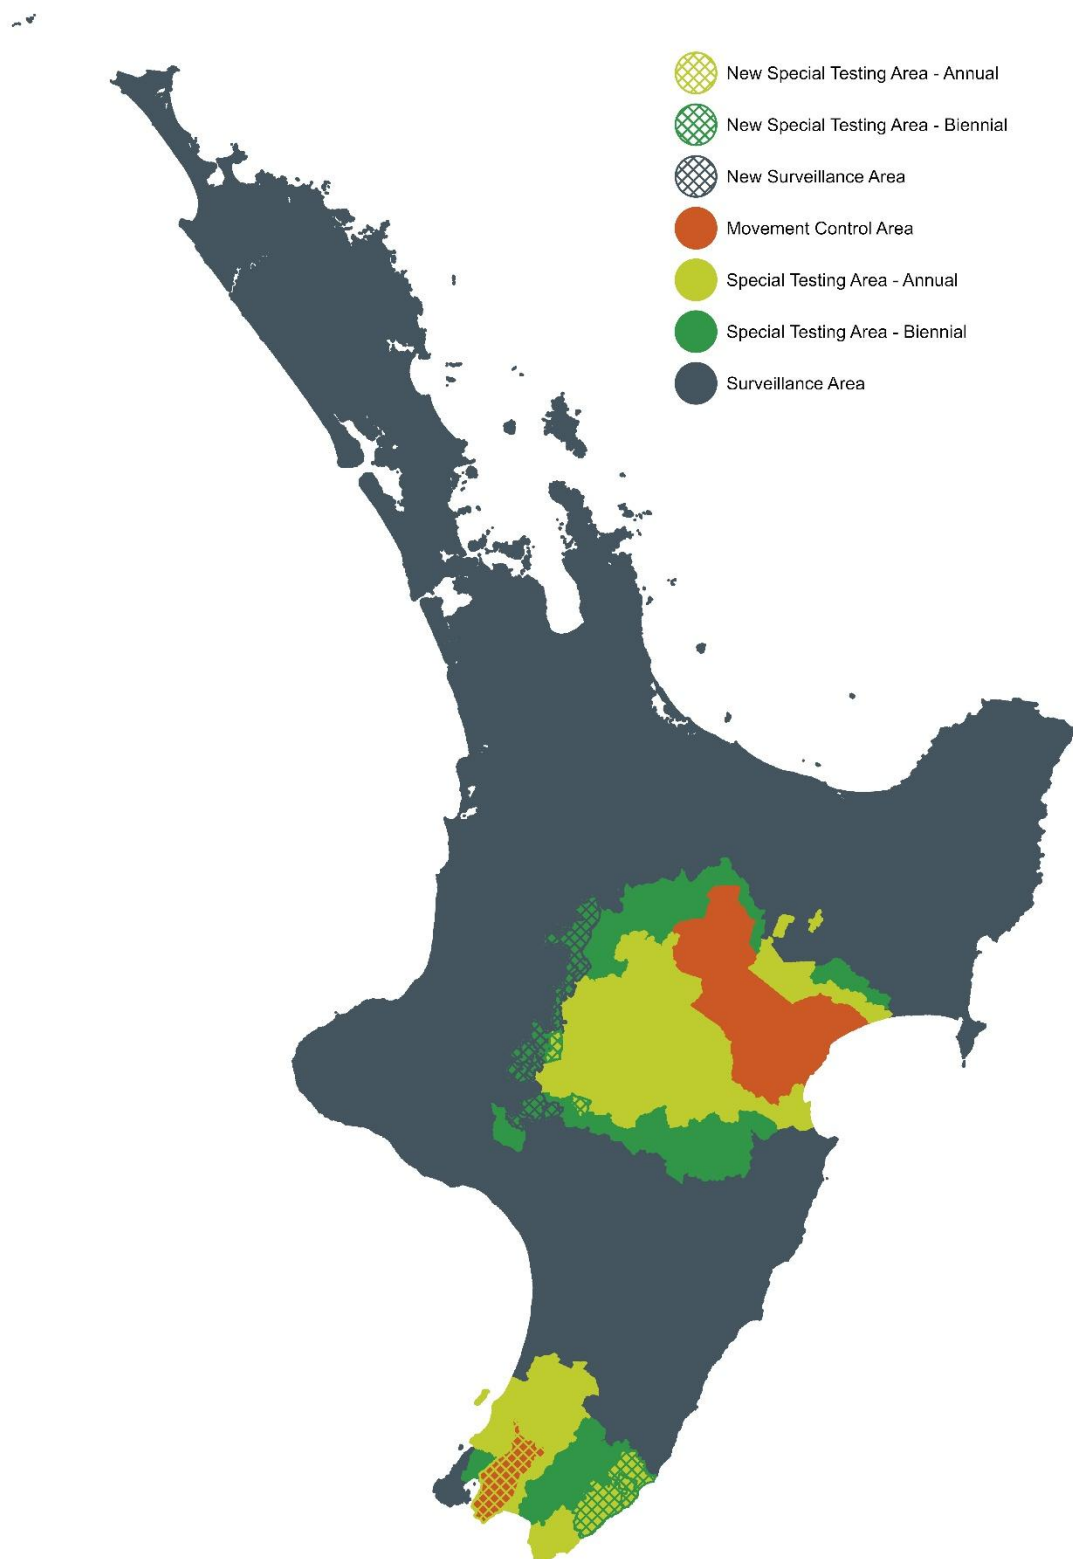 New Special Testing Area - Annual
New Special Testing Area - Biennial
New Surveillance Area
Movement Control Area
Special Testing Area - Annual
Special Testing Area - Biennial
Surveillance Area